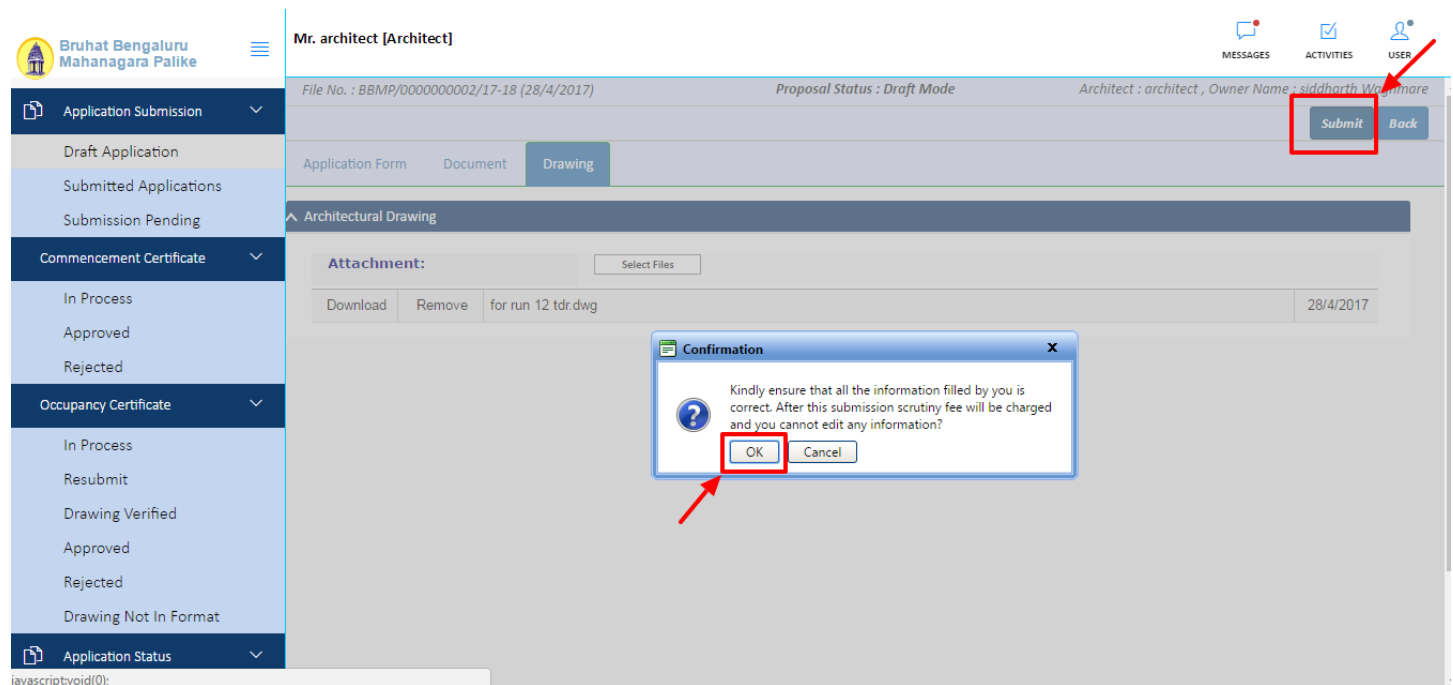 Bruhat Bengaluru
Mahanagara Palike
Mr. architect [Architect]
MESSAGES
ACTIVITIES
USER
File No. : BBMP/0000000002/17-18 (28/4/2017)
Proposal Status : Draft Mode
Architect : architect , Owner Name : siddharth Waghmare
Submit
Back
Application Submission
Draft Application
Submitted Applications
Submission Pending
Commencement Certificate
In Process
Approved
Rejected
Occupancy Certificate
In Process
Resubmit
Drawing Verified
Approved
Rejected
Drawing Not In Format
Application Status
javascript:void(0);
Application Form
Document
Drawing
Architectural Drawing
Attachment:
Select Files
Download
Remove
for run 12 tdr.dwg
28/4/2017
Confirmation
x
Kindly ensure that all the information filled by you is
correct. After this submission scrutiny fee will be charged
and you cannot edit any information?
OK
Cancel